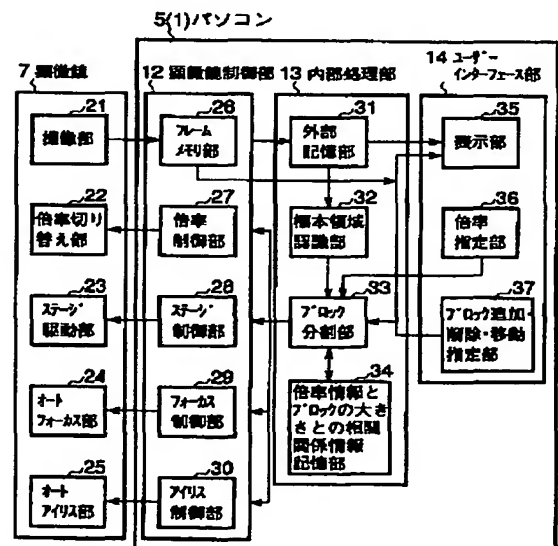 5(1)パソコン
7 顕微鏡
21
撮像部
22
倍率切り
替え部
23
ステージ
駆動部
24
オート
フォーカス部
25
オート
アイリス部
12 顕微鏡制御部
26
フレーム
メモリ部
27
倍率
制御部
28
ステージ
制御部
29
フォーカス
制御部
30
アイリス
制御部
13 内部処理部
31
外部
記憶部
32
標本領域
認識部
33
ブロック
分割部
34
倍率情報と
ブロックの大き
さとの相関
関係情報
記憶部
14 ユーザー
インターフェース部
35
表示部
36
倍率
指定部
37
ブロック追加・
削除・移動
指定部